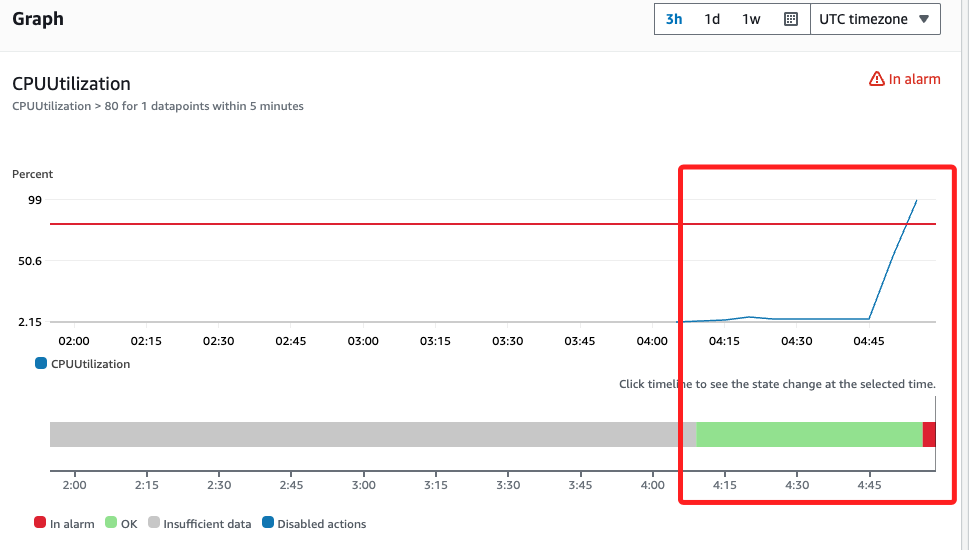 Graph
3h 1d 1w UTC timezone
CPUUtilization
In alarm
CPUUtilization > 80 for 1 datapoints within 5 minutes
Percent
99
50.6
2.15
02:00 02:15 02:30 02:45 03:00 03:15 03:30 03:45 04:00 04:15 04:30 04:45
CPUUtilization
Click timeline to see the state change at the selected time.
2:00 2:15 2:30 2:45 3:00 3:15 3:30 3:45 4:00 4:15 4:30 4:45
In alarm OK Insufficient data Disabled actions